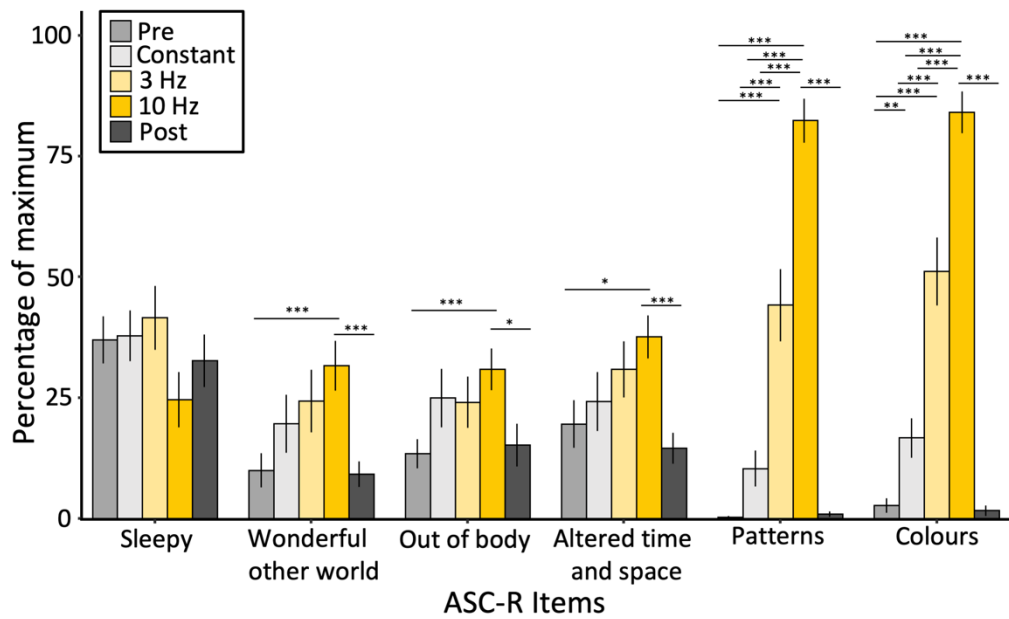 Pre
Constant
3 Hz
10 Hz
Post
Percentage of maximum
100
75
50
25
0
***
***
***
*
*
***
***
***
***
***
***
***
***
***
***
***
***
***
**
Sleepy
Wonderful
other world
Out of body
Altered time
and space
Patterns
Colours
ASC-R Items